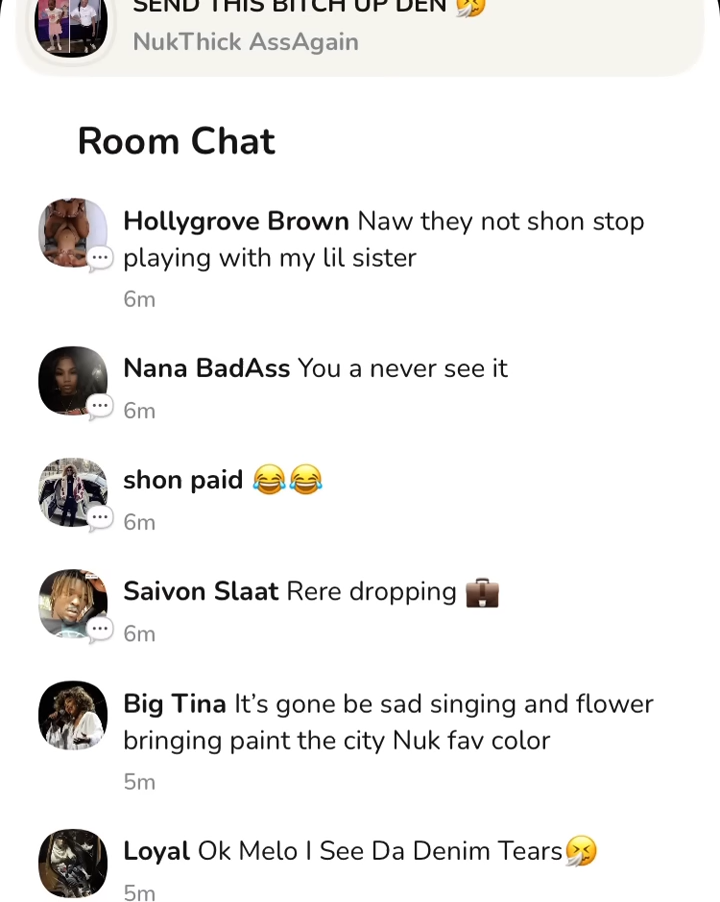 SEND THIS BITCH UP DEN 🤧
NukThick AssAgain
Room Chat
Hollygrove Brown Naw they not shon stop
playing with my lil sister
6m
Nana BadAss You a never see it
6m
shon paid 😂😂
6m
Saivon Slaat Rere dropping 💼
6m
Big Tina It's gone be sad singing and flower
bringing paint the city Nuk fav color
5m
Loyal Ok Melo I See Da Denim Tears🤧
5m